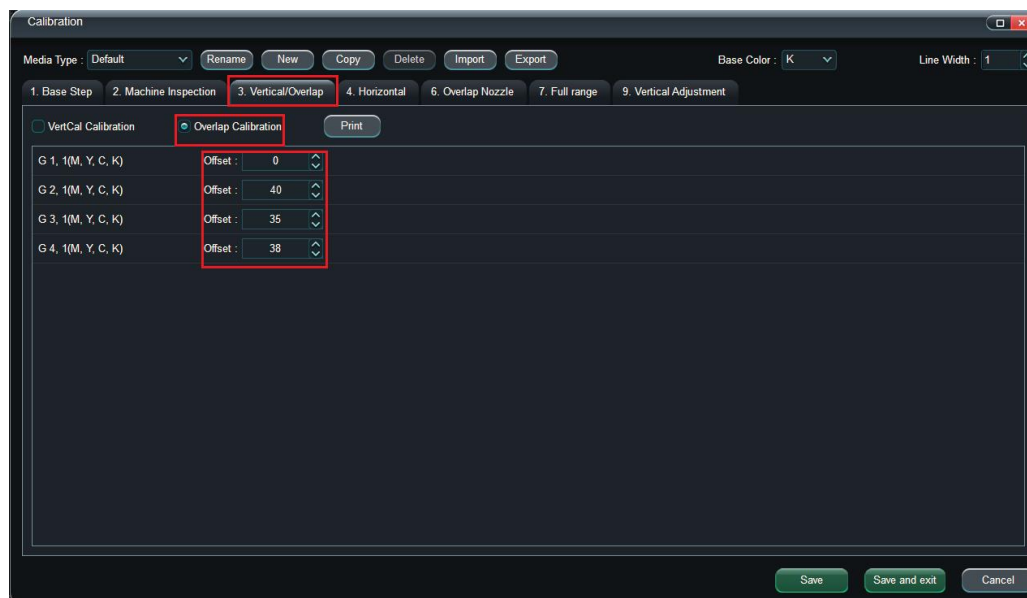 Calibration
Media Type : Default Rename New Copy Delete Import Export Base Color : K Line Width : 1
1. Base Step 2. Machine Inspection 3. Vertical/Overlap 4. Horizontal 6. Overlap Nozzle 7. Full range 9. Vertical Adjustment
VertCal Calibration Overlap Calibration Print
G 1, 1(M, Y, C, K) Offset : 0
G 2, 1(M, Y, C, K) Offset : 40
G 3, 1(M, Y, C, K) Offset : 35
G 4, 1(M, Y, C, K) Offset : 38
Save Save and exit Cancel